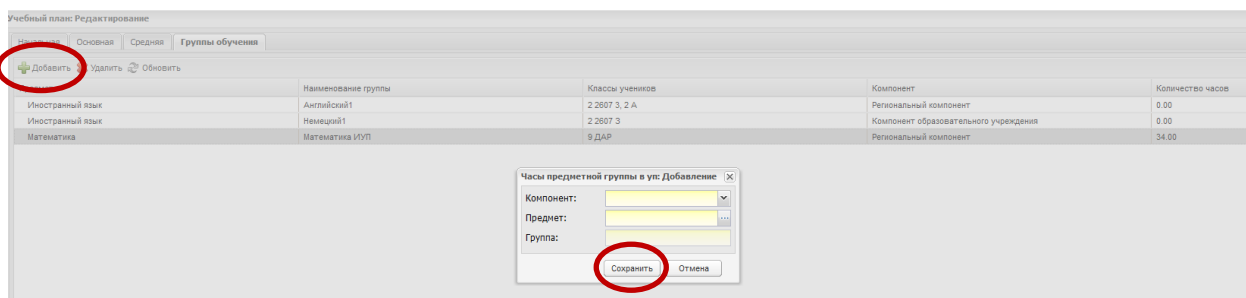 Учебный план: Редактирование
Основная Средняя Группы обучения
Добавить Удалить Обновить
Наименование группы Классы учеников Компонент Количество часов
Иностранный язык Английский1 2 2607 3, 2 А Региональный компонент 0.00
Иностранный язык Немецкий1 2 2607 3 Компонент образовательного учреждения 0.00
Математика Математика ИУП 9 ДАР Региональный компонент 34.00
Часы предметной группы в уп: Добавление
Компонент:
Предмет:
Группа:
Сохранить Отмена